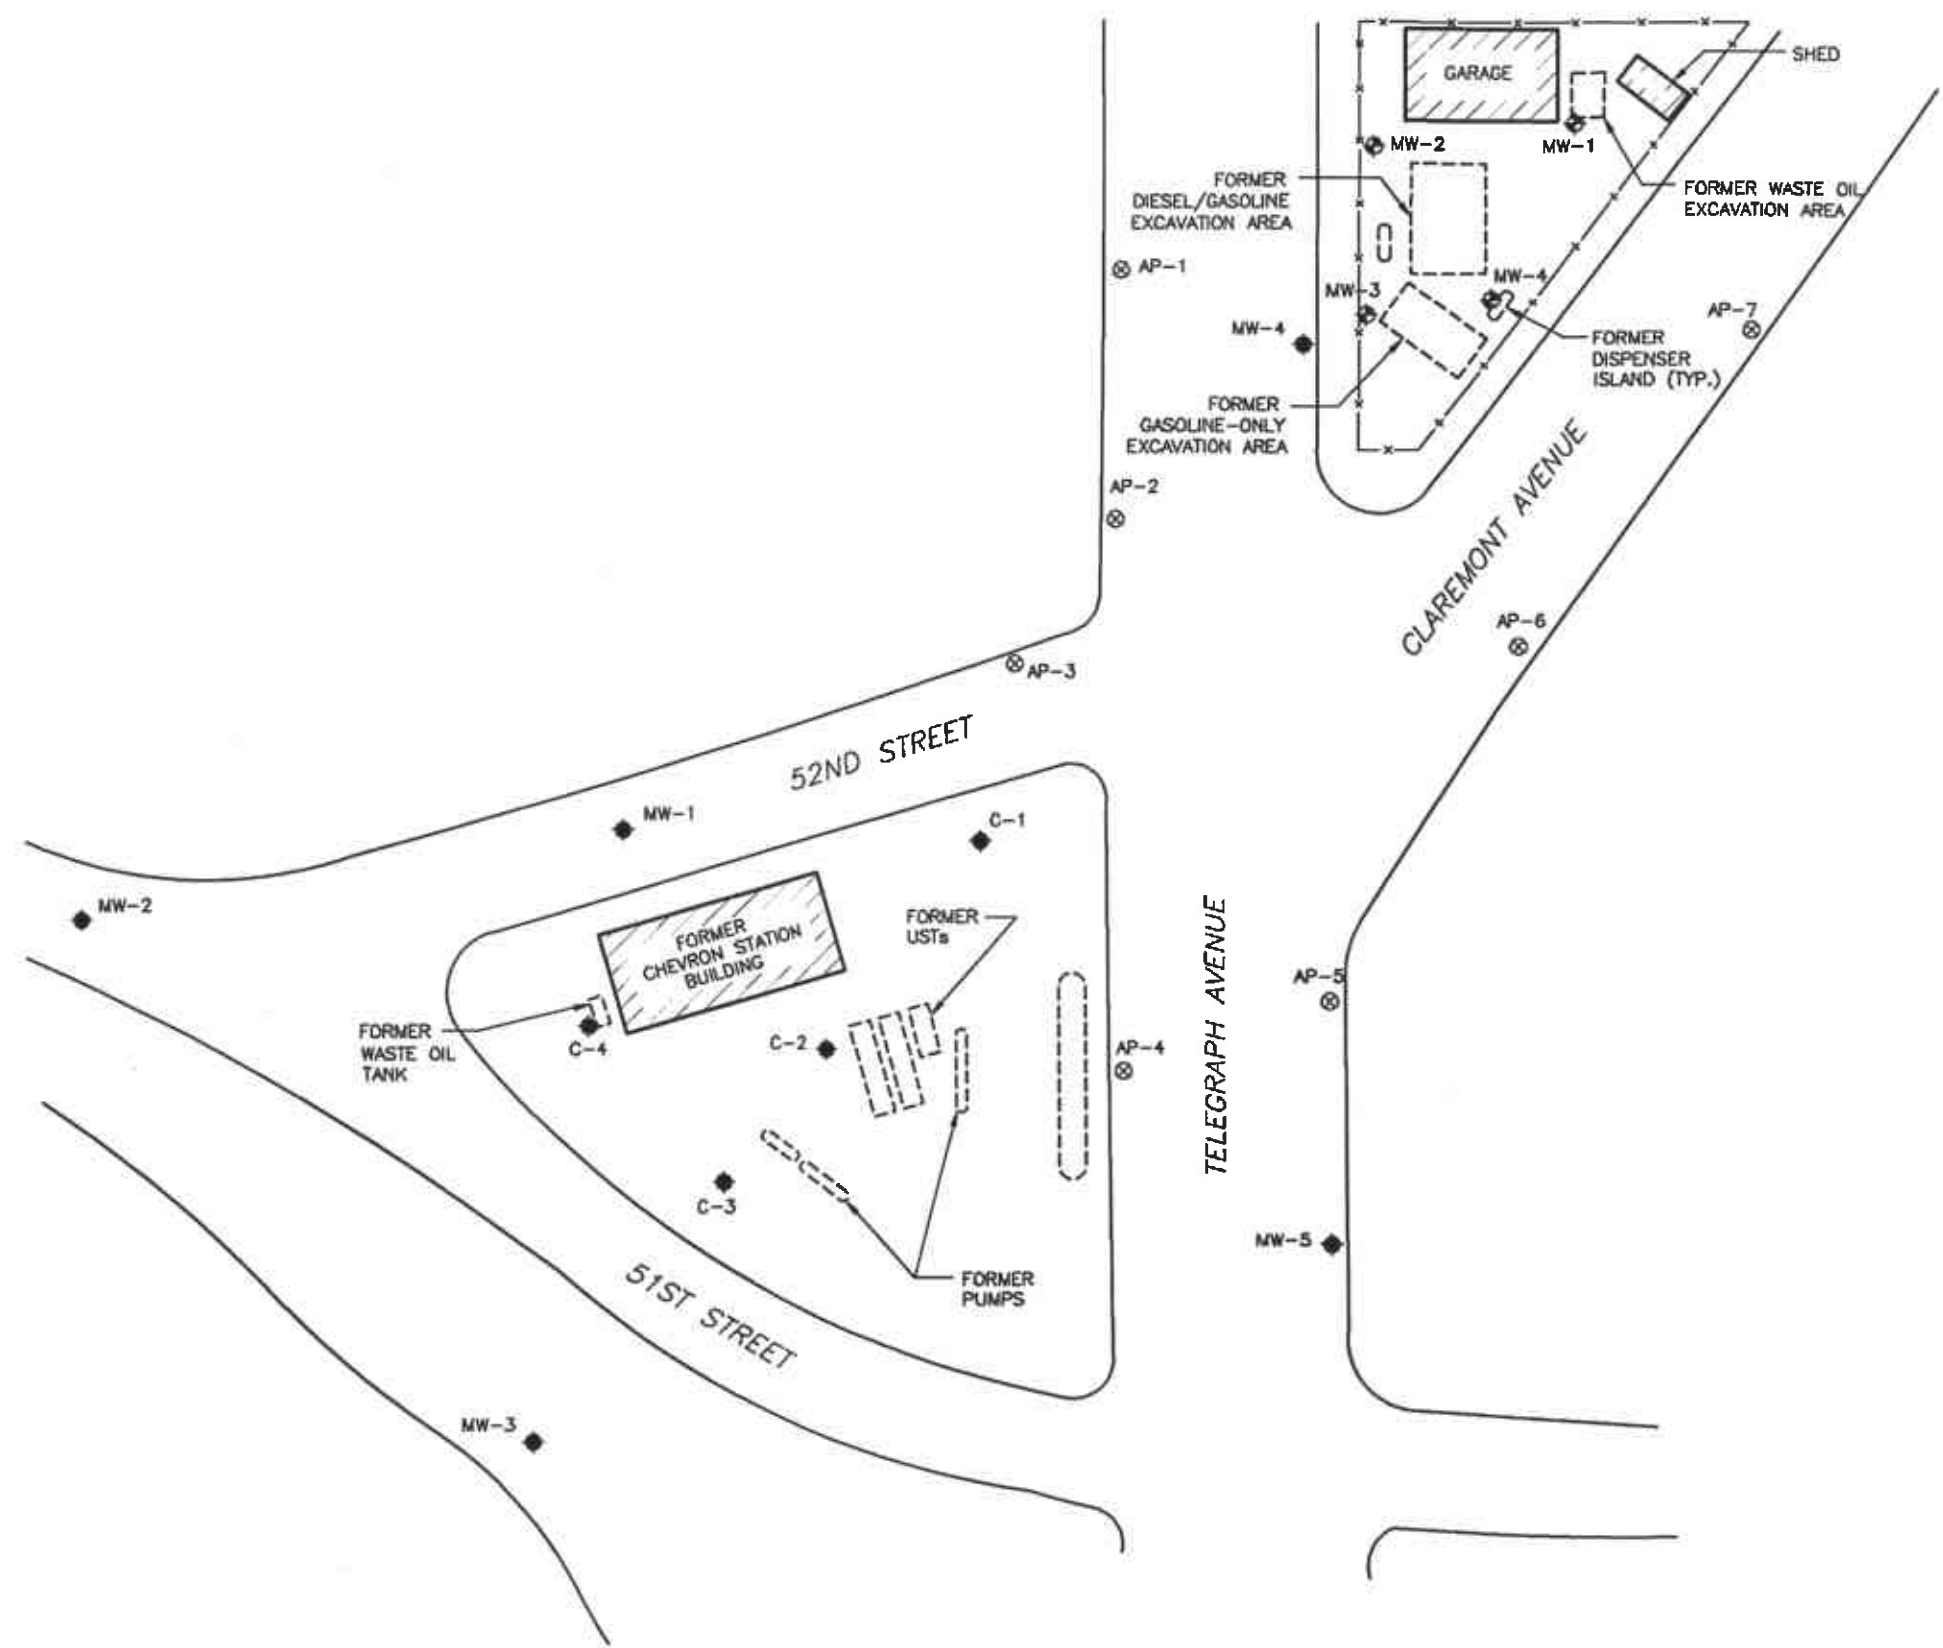 SHED
GARAGE
MW-2
MW-1
FORMER
DIESEL/GASOLINE
EXCAVATION AREA
FORMER WASTE OIL
EXCAVATION AREA
AP-1
MW-4
MW-3
MW-4
AP-7
FORMER
DISPENSER
ISLAND (TYP.)
FORMER
GASOLINE-ONLY
EXCAVATION AREA
AP-2
CLAREMONT AVENUE
AP-6
AP-3
52ND STREET
MW-1
C-1
MW-2
FORMER
USTs
FORMER
CHEVRON STATION
BUILDING
TELEGRAPH AVENUE
AP-5
FORMER
WASTE OIL
TANK
C-4
C-2
AP-4
C-3
MW-5
FORMER
PUMPS
51ST STREET
MW-3